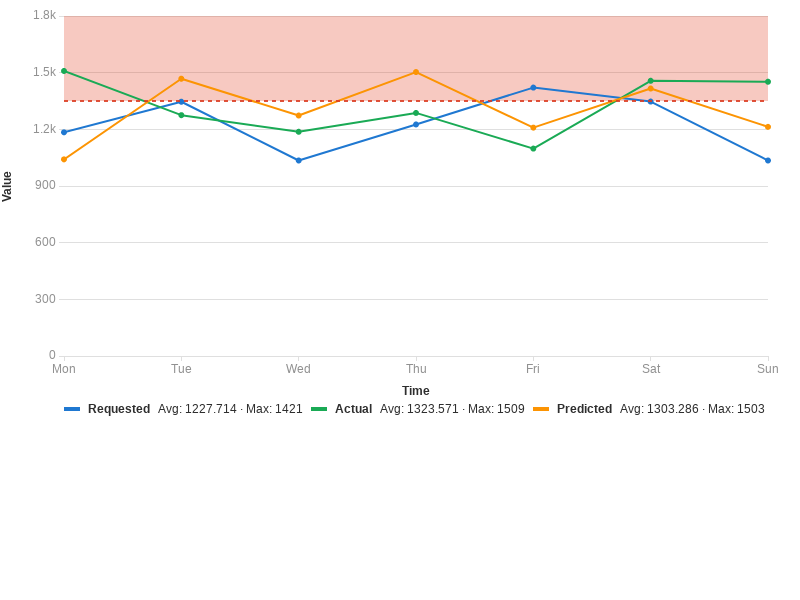 1.8k
1.5k
1.2k
900
600
300
0
Value
Mon Tue Wed Thu Fri Sat Sun
Time
Requested Avg: 1227.714 · Max: 1421 Actual Avg: 1323.571 · Max: 1509 Predicted Avg: 1303.286 · Max: 1503